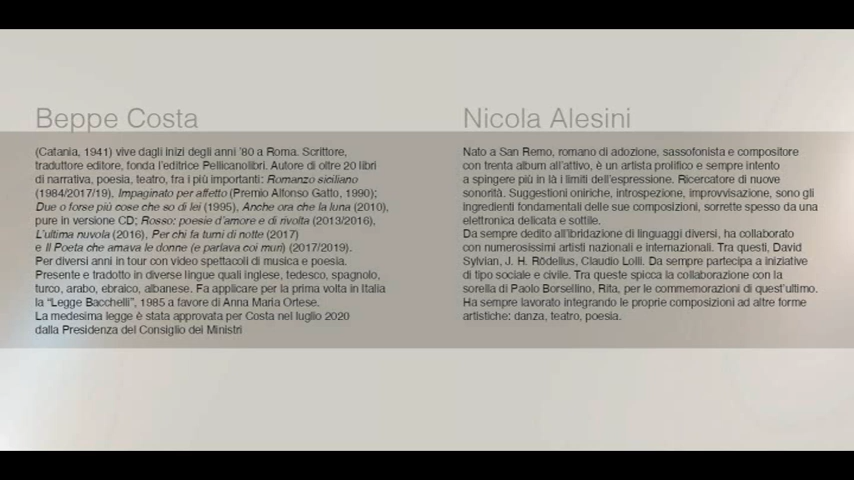 Beppe Costa
(Catania, 1941) vive dagli inizi degli anni '80 a Roma. Scrittore,
traduttore editore, fonda l'editrice Pellicanolibri. Autore di oltre 20 libri
di narrativa, poesia, teatro, fra i più importanti: Romanzo siciliano
(1984/2017/19), Impaginato per affetto (Premio Alfonso Gatto, 1990);
Due o forse più cose che so di lei (1995), Anche ora che la luna (2010),
pure in versione CD; Rosso: poesie d'amore e di rivolta (2013/2016),
L'ultima nuvola (2016), Per chi fa turni di notte (2017)
e Il Poeta che amava le donne (e parlava coi muri) (2017/2019).
Per diversi anni in tour con video spettacoli di musica e poesia.
Presente e tradotto in diverse lingue quali inglese, tedesco, spagnolo,
turco, arabo, ebraico, albanese. Fa applicare per la prima volta in Italia
la “Legge Bacchelli”, 1985 a favore di Anna Maria Ortese.
La medesima legge è stata approvata per Costa nel luglio 2020
dalla Presidenza del Consiglio dei Ministri
Nicola Alesini
Nato a San Remo, romano di adozione, sassofonista e compositore
con trenta album all'attivo, è un artista prolifico e sempre intento
a spingere più in là i limiti dell'espressione. Ricercatore di nuove
sonorità. Suggestioni oniriche, introspezione, improvvisazione, sono gli
ingredienti fondamentali delle sue composizioni, sorrette spesso da una
elettronica delicata e sottile.
Da sempre dedito all'ibridazione di linguaggi diversi, ha collaborato
con numerosissimi artisti nazionali e internazionali. Tra questi, David
Sylvian, J. H. Rödelius, Claudio Lolli. Da sempre partecipa a iniziative
di tipo sociale e civile. Tra queste spicca la collaborazione con la
sorella di Paolo Borsellino, Rita, per le commemorazioni di quest'ultimo.
Ha sempre lavorato integrando le proprie composizioni ad altre forme
artistiche: danza, teatro, poesia.